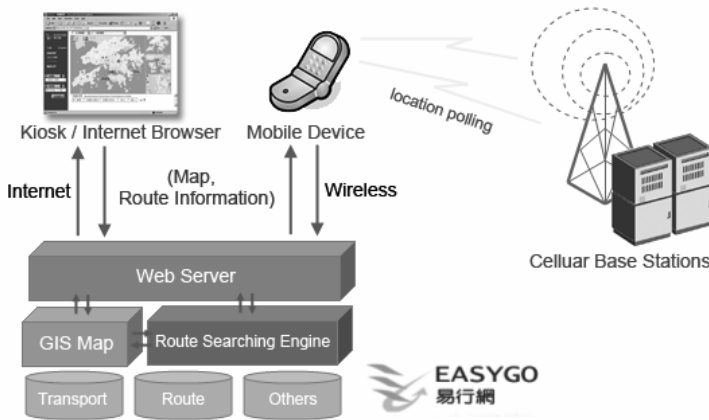 location polling
Kiosk / Internet Browser
Mobile Device
Internet
(Map,
Route Information)
Wireless
Celluar Base Stations
Web Server
GIS Map
Route Searching Engine
EASYGO
易行網
Transport
Route
Others